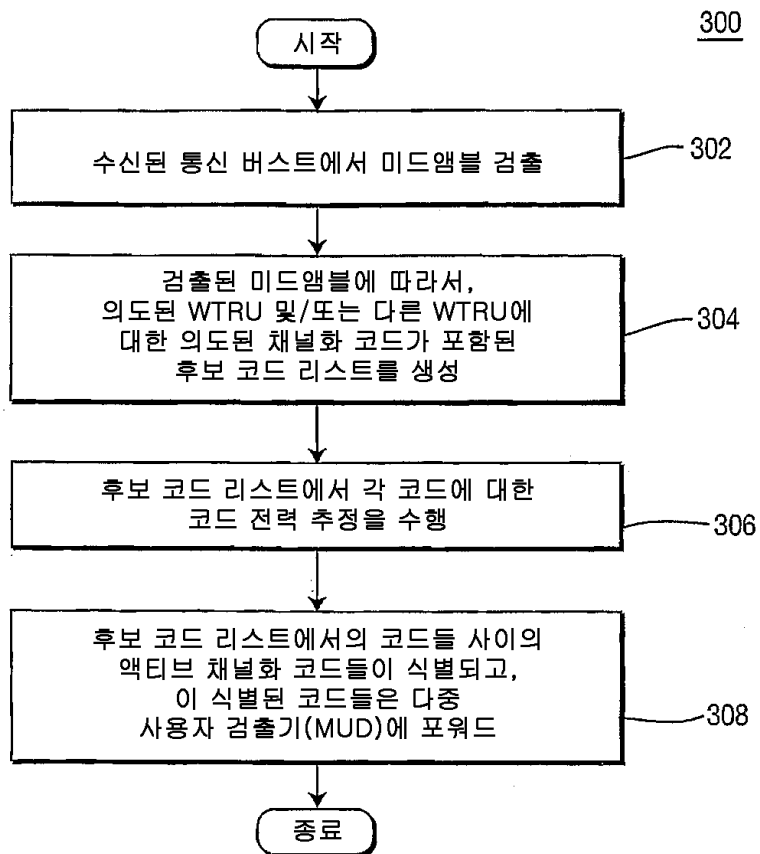 300
시작
수신된 통신 버스트에서 미드앰블 검출
302
검출된 미드앰블에 따라서,
의도된 WTRU 및/또는 다른 WTRU에
대한 의도된 채널화 코드가 포함된
후보 코드 리스트를 생성
304
후보 코드 리스트에서 각 코드에 대한
코드 전력 추정을 수행
306
후보 코드 리스트에서의 코드들 사이의
액티브 채널화 코드들이 식별되고,
이 식별된 코드들은 다중
사용자 검출기(MUD)에 포워드
308
종료